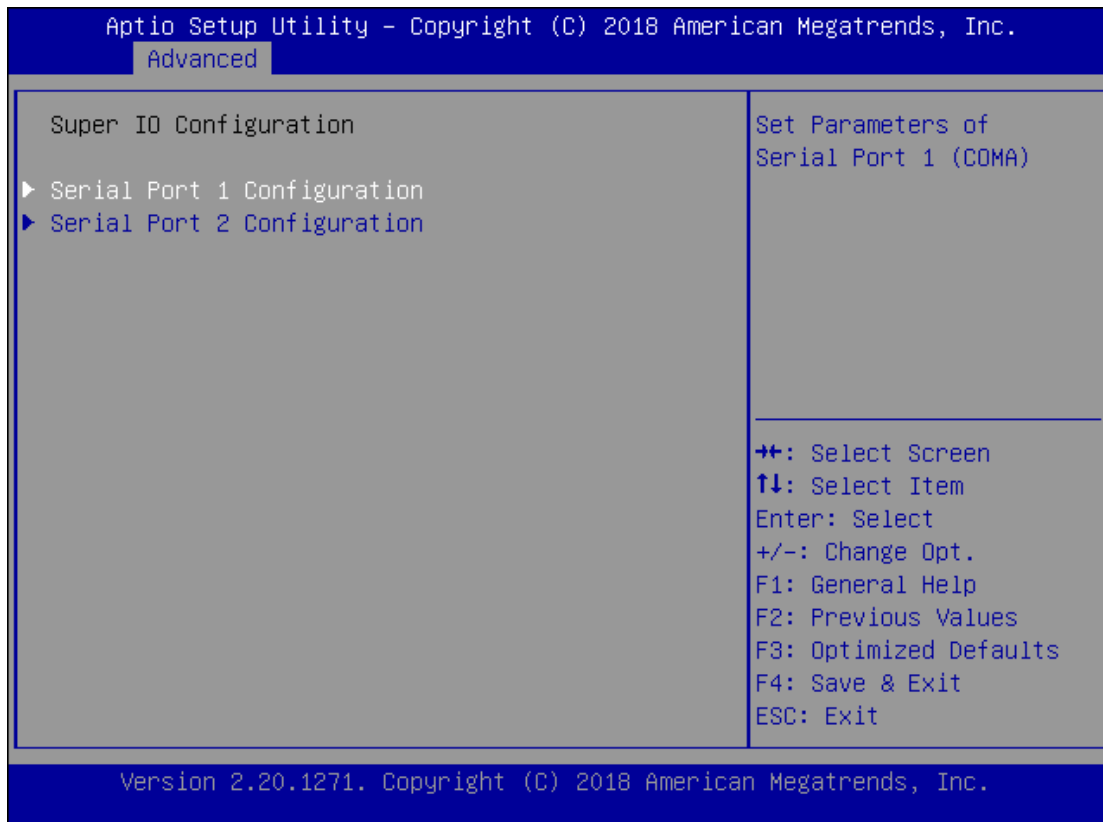 Aptio Setup Utility – Copyright (C) 2018 American Megatrends, Inc.
Advanced
Super IO Configuration
▶ Serial Port 1 Configuration
▶ Serial Port 2 Configuration
Set Parameters of
Serial Port 1 (COMA)
→←: Select Screen
↑↓: Select Item
Enter: Select
+/-: Change Opt.
F1: General Help
F2: Previous Values
F3: Optimized Defaults
F4: Save & Exit
ESC: Exit
Version 2.20.1271. Copyright (C) 2018 American Megatrends, Inc.